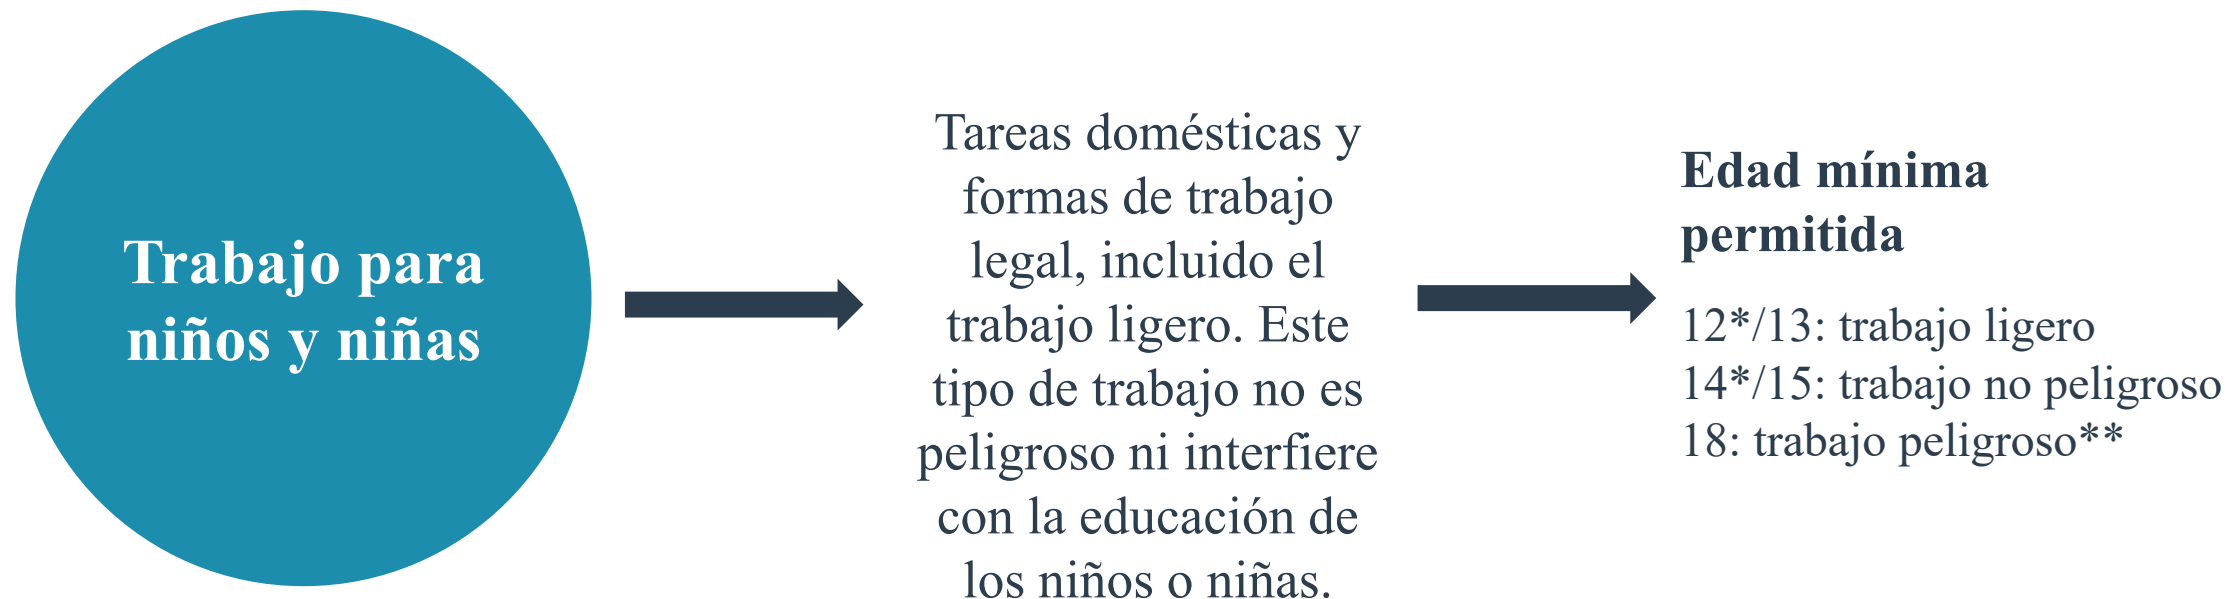 Trabajo para
niños y niñas
Tareas domésticas y
formas de trabajo
legal, incluido el
trabajo ligero. Este
tipo de trabajo no es
peligroso ni interfiere
con la educación de
los niños o niñas.
Edad mínima
permitida
12*/13: trabajo ligero
14*/15: trabajo no peligroso
18: trabajo peligroso**